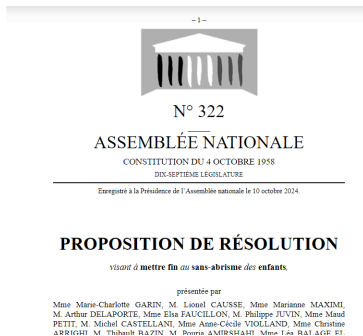 – 1 –
N° 322
ASSEMBLÉE NATIONALE
CONSTITUTION DU 4 OCTOBRE 1958
DIX-SEPTIÈME LÉGISLATURE
Enregistré à la Présidence de l'Assemblée nationale le 10 octobre 2024.
PROPOSITION DE RÉSOLUTION
visant à mettre fin au sans-abrisme des enfants,
présentée par
Mme Marie-Charlotte GARIN, M. Lionel CAUSSE, Mme Marianne MAXIMI,
M. Arthur DELAPORTE, Mme Elsa FAUCILLON, M. Philippe JUVIN, Mme Maud
PETIT, M. Michel CASTELLANI, Mme Anne-Cécile VIOLLAND, Mme Christine
ARRIGHI, M. Thibault BAZIN, M. Pouria AMIRSHAHI, Mme Léa BALAGE EL